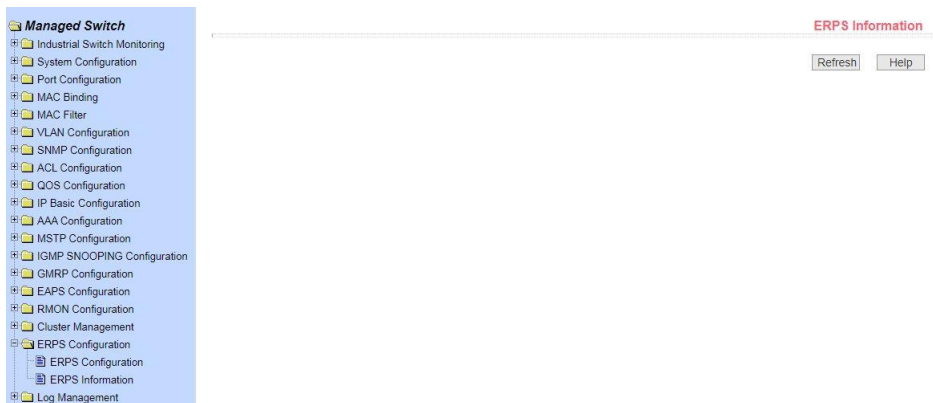 Managed Switch
Industrial Switch Monitoring
System Configuration
Port Configuration
MAC Binding
MAC Filter
VLAN Configuration
SNMP Configuration
ACL Configuration
QOS Configuration
IP Basic Configuration
AAA Configuration
MSTP Configuration
IGMP SNOOPING Configuration
GMRP Configuration
EAPS Configuration
RMON Configuration
Cluster Management
ERPS Configuration
ERPS Configuration
ERPS Information
Log Management
ERPS Information
Refresh Help